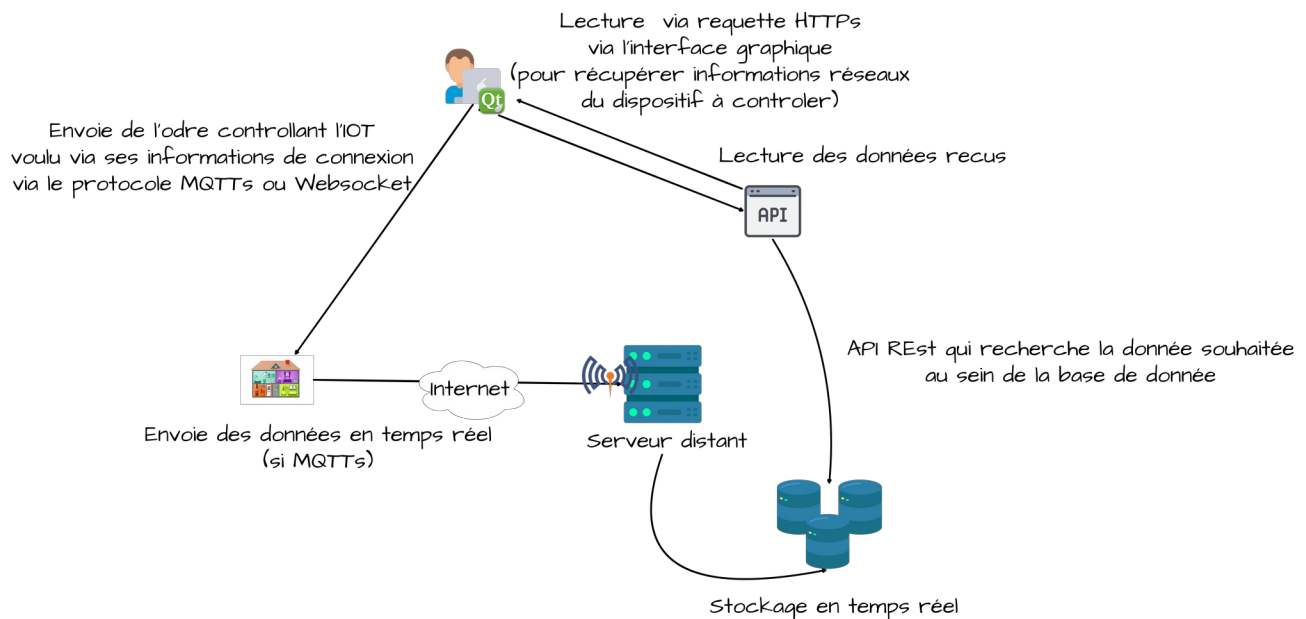 Lecture via requette HTTPs
via l'interface graphique
(pour récupérer informations réseaux
du dispositif à controler)
Qt
Envoie de l'odre controllant l'IOT
voulu via ses informations de connexion
via le protocole MQTTs ou Websocket
Lecture des données recus
API
API REst qui recherche la donnée souhaitée
au sein de la base de donnée
Internet
Envoie des données en temps réel
(si MQTTs)
Serveur distant
Stockage en temps réel